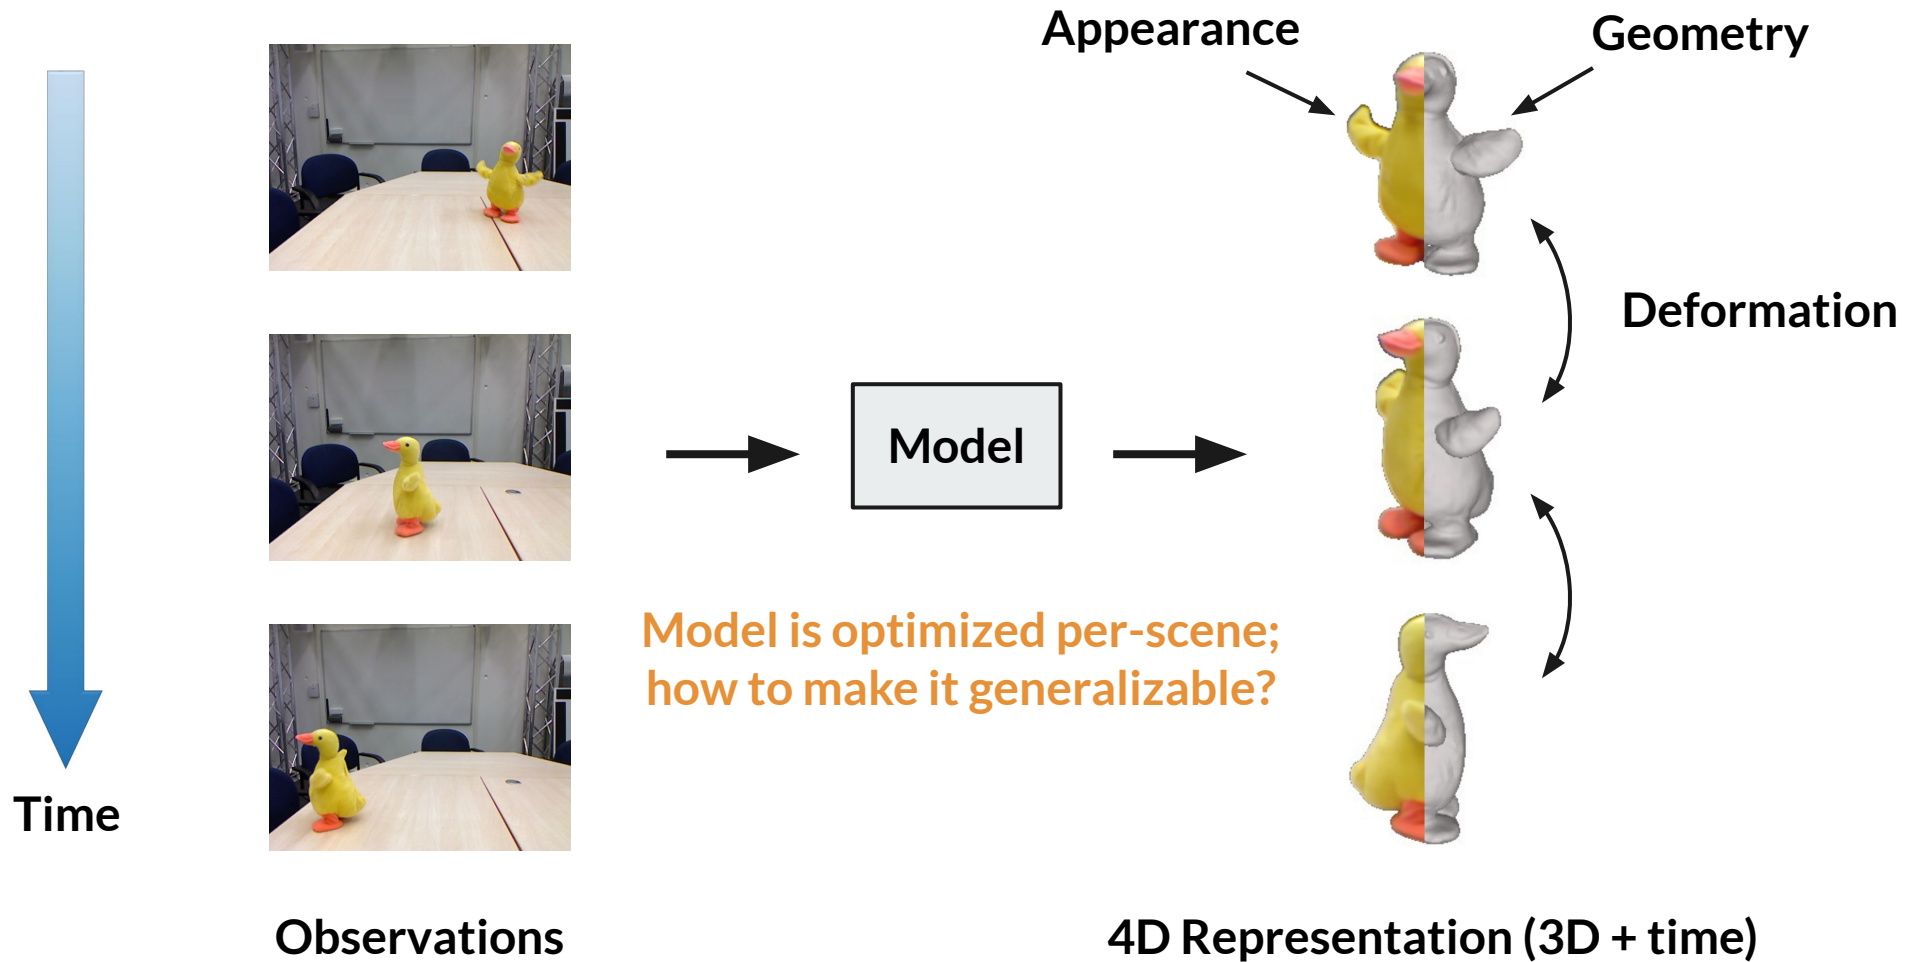 Appearance
Geometry
Deformation
Model
Model is optimized per-scene;
how to make it generalizable?
Time
Observations
4D Representation (3D + time)